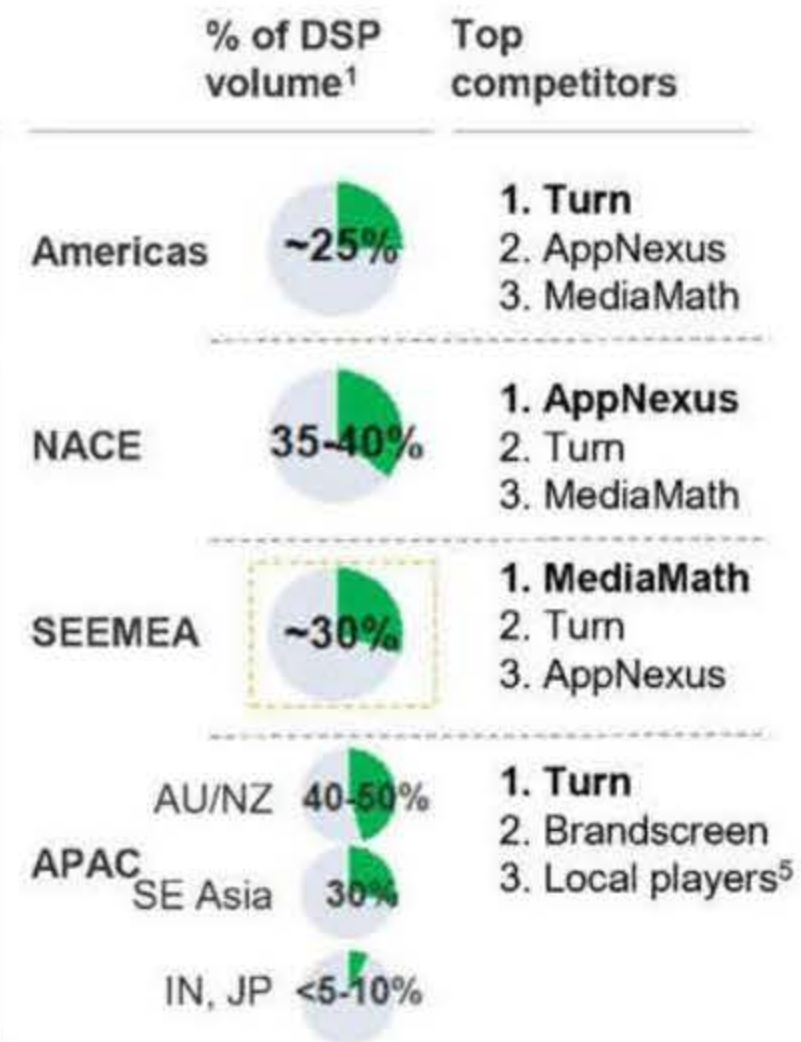 % of DSP volume¹
Top competitors
Americas
~25%
1. Turn
2. AppNexus
3. MediaMath
NACE
35-40%
1. AppNexus
2. Turn
3. MediaMath
SEEMEA
~30%
1. MediaMath
2. Turn
3. AppNexus
APAC
AU/NZ 40-50%
SE Asia 30%
IN, JP <5-10%
1. Turn
2. Brandscreen
3. Local players⁵